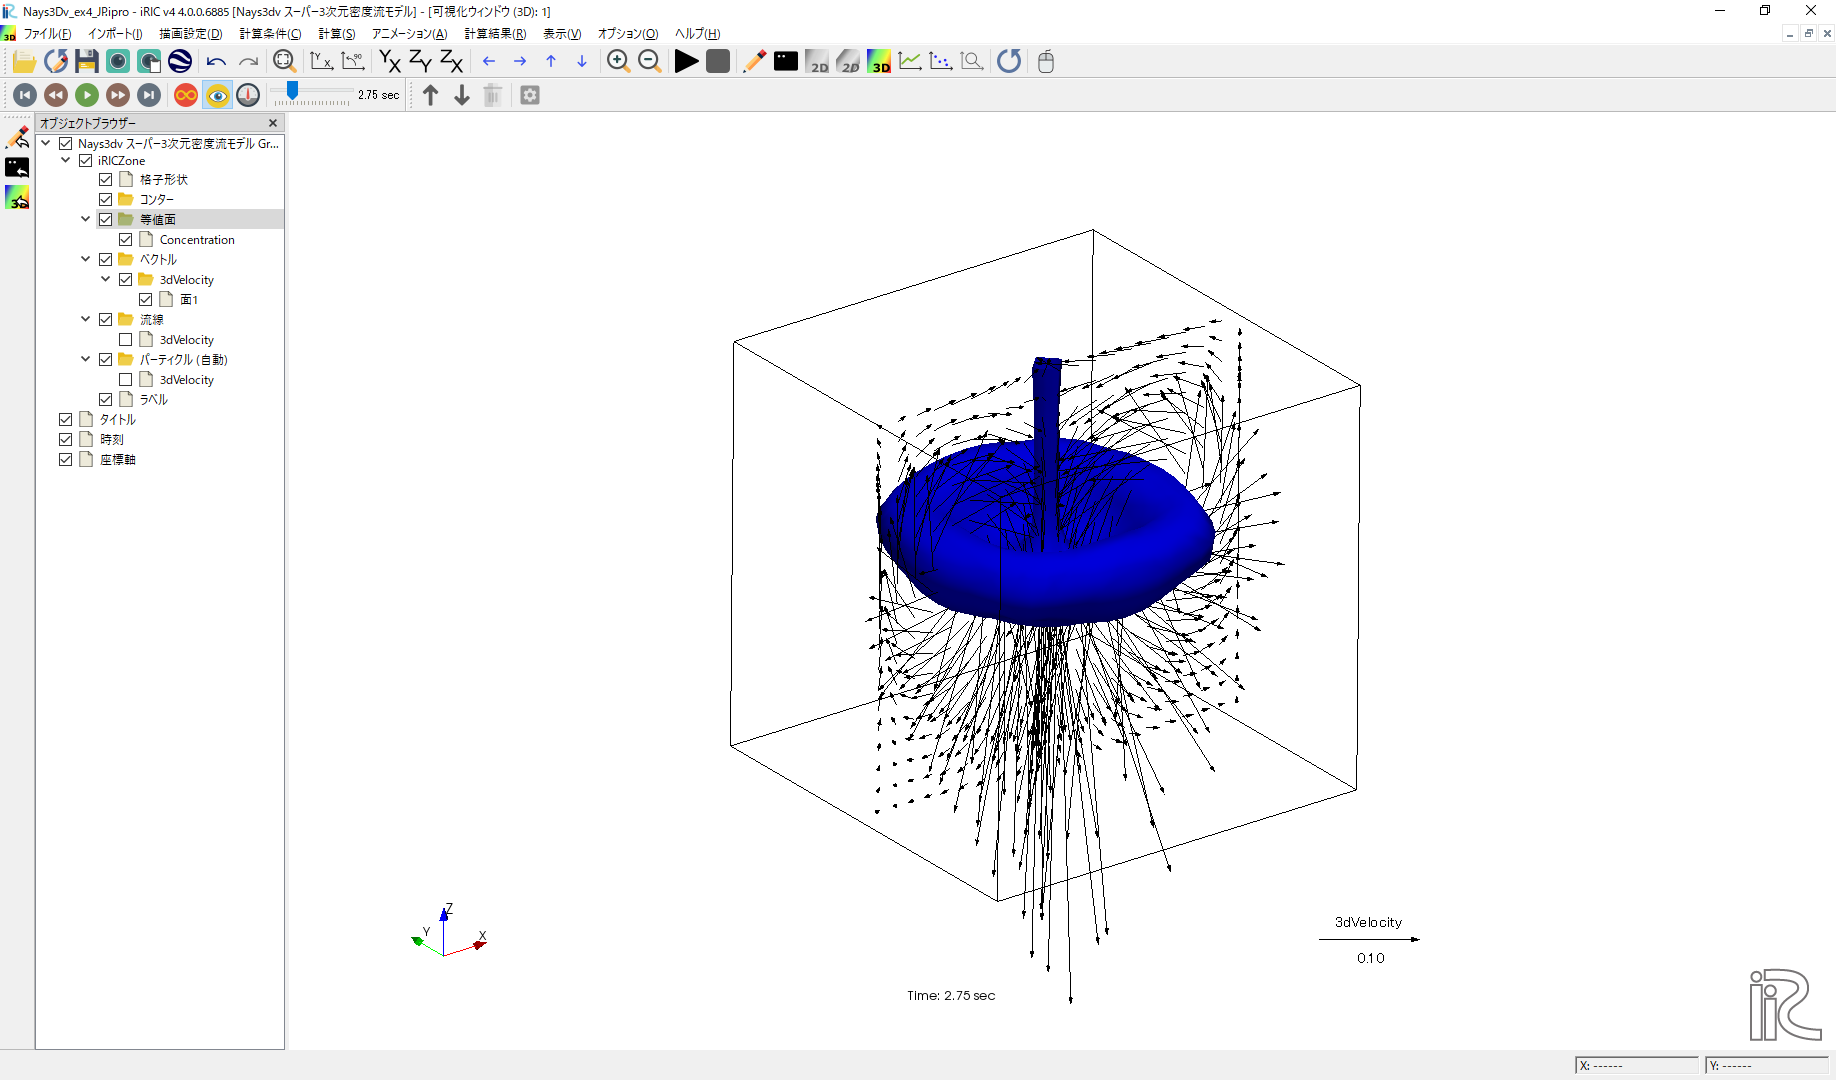 Nays3Dv_ex4_JP.ipro - iRIC v4 4.0.0.6885 [Nays3dv スーパー3次元密度流モデル] - [可視化ウィンドウ (3D): 1]
ファイル(F) インポート(I) 描画設定(D) 計算条件(C) 計算(S) アニメーション(A) 計算結果(R) 表示(V) オプション(O) ヘルプ(H)
2D 2D 3D
2.75 sec
オブジェクトブラウザー
Nays3dv スーパー3次元密度流モデル Gr...
iRICZone
格子形状
コンター
等値面
Concentration
ベクトル
3dVelocity
面1
流線
3dVelocity
パーティクル (自動)
3dVelocity
ラベル
タイトル
時刻
座標軸
Z
Y
X
3dVelocity
0.10
Time: 2.75 sec
iRIC
X: ------
Y: ------